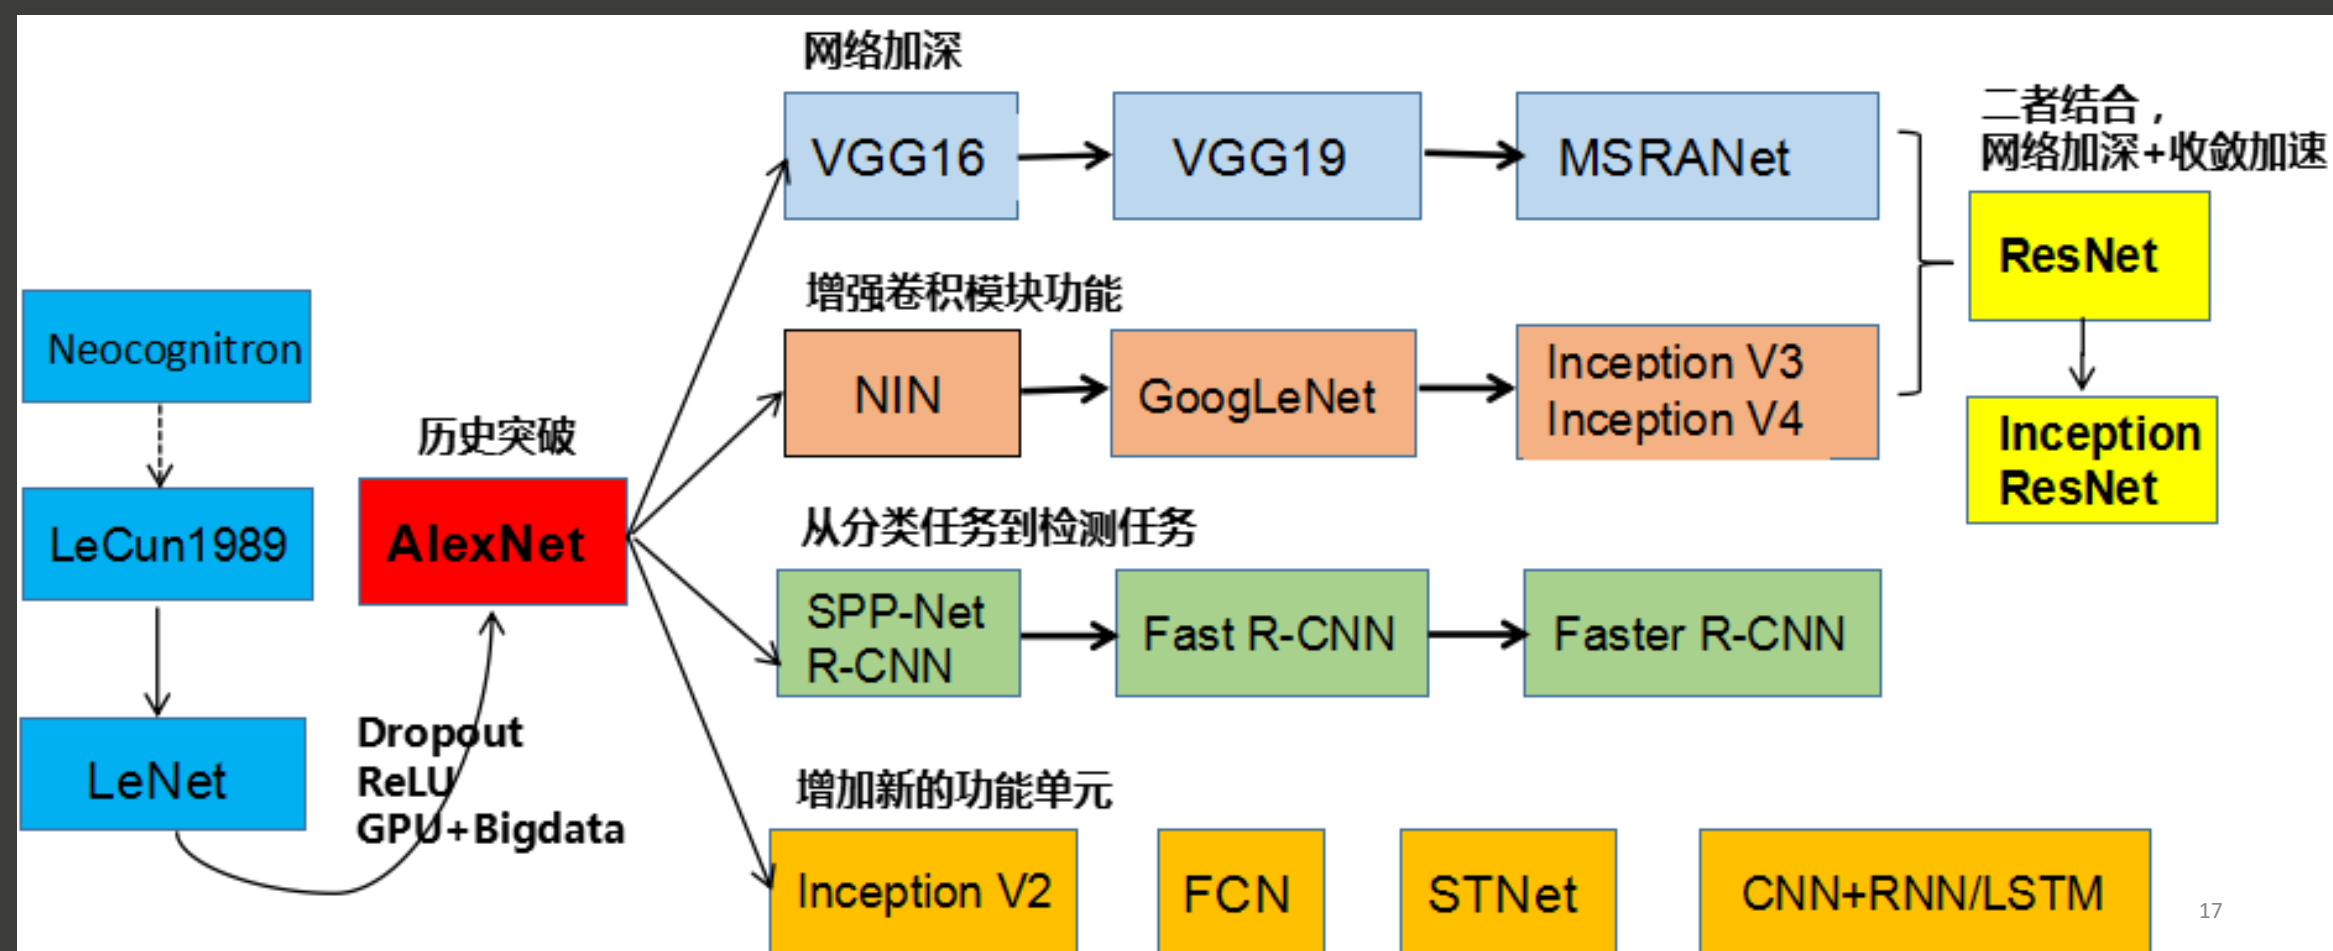 网络加深
VGG16
VGG19
MSRANet
二者结合，
网络加深+收敛加速
ResNet
Inception
ResNet
增强卷积模块功能
NIN
GoogLeNet
Inception V3
Inception V4
Neocognitron
LeCun1989
LeNet
历史突破
AlexNet
Dropout
ReLU
GPU+Bigdata
从分类任务到检测任务
SPP-Net
R-CNN
Fast R-CNN
Faster R-CNN
增加新的功能单元
Inception V2
FCN
STNet
CNN+RNN/LSTM
17